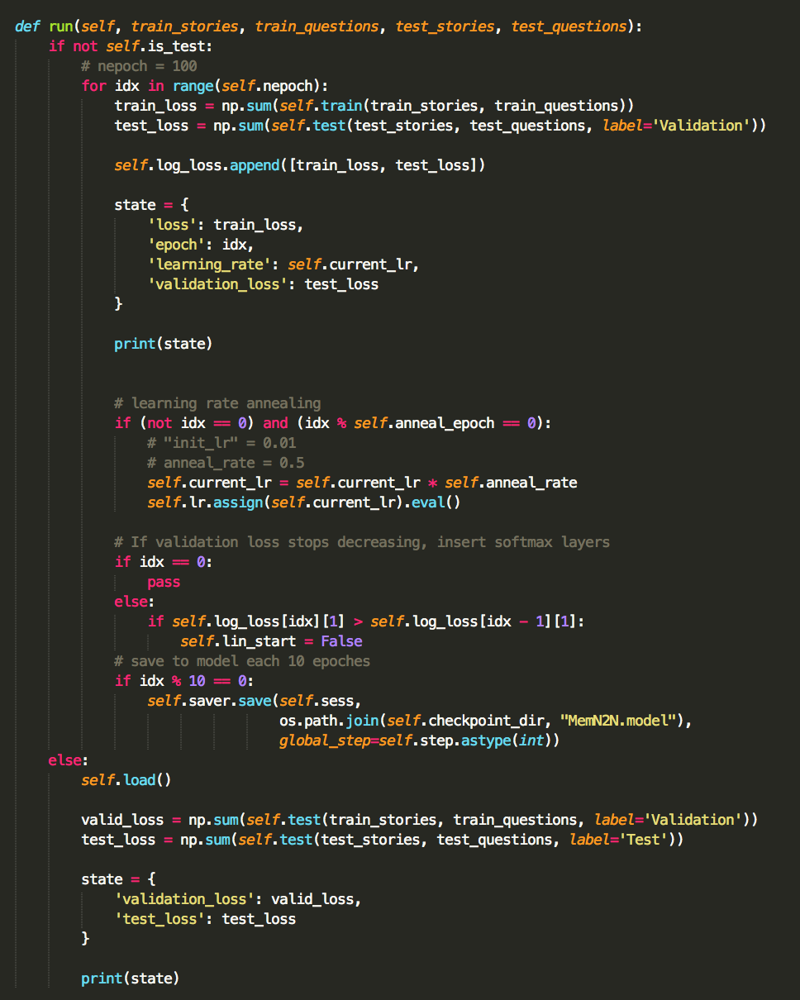 def run(self, train_stories, train_questions, test_stories, test_questions):
    if not self.is_test:
        # nepoch = 100
        for idx in range(self.nepoch):
            train_loss = np.sum(self.train(train_stories, train_questions))
            test_loss = np.sum(self.test(test_stories, test_questions, label='Validation'))

            self.log_loss.append([train_loss, test_loss])

            state = {
                'loss': train_loss,
                'epoch': idx,
                'learning_rate': self.current_lr,
                'validation_loss': test_loss
            }

            print(state)


            # learning rate annealing
            if (not idx == 0) and (idx % self.anneal_epoch == 0):
                # "init_lr" = 0.01
                # anneal_rate = 0.5
                self.current_lr = self.current_lr * self.anneal_rate
                self.lr.assign(self.current_lr).eval()

            # If validation loss stops decreasing, insert softmax layers
            if idx == 0:
                pass
            else:
                if self.log_loss[idx][1] > self.log_loss[idx - 1][1]:
                    self.lin_start = False
            # save to model each 10 epoches
            if idx % 10 == 0:
                self.saver.save(self.sess,
                                os.path.join(self.checkpoint_dir, "MemN2N.model"),
                                global_step=self.step.astype(int))
    else:
        self.load()

        valid_loss = np.sum(self.test(train_stories, train_questions, label='Validation'))
        test_loss = np.sum(self.test(test_stories, test_questions, label='Test'))

        state = {
            'validation_loss': valid_loss,
            'test_loss': test_loss
        }

        print(state)